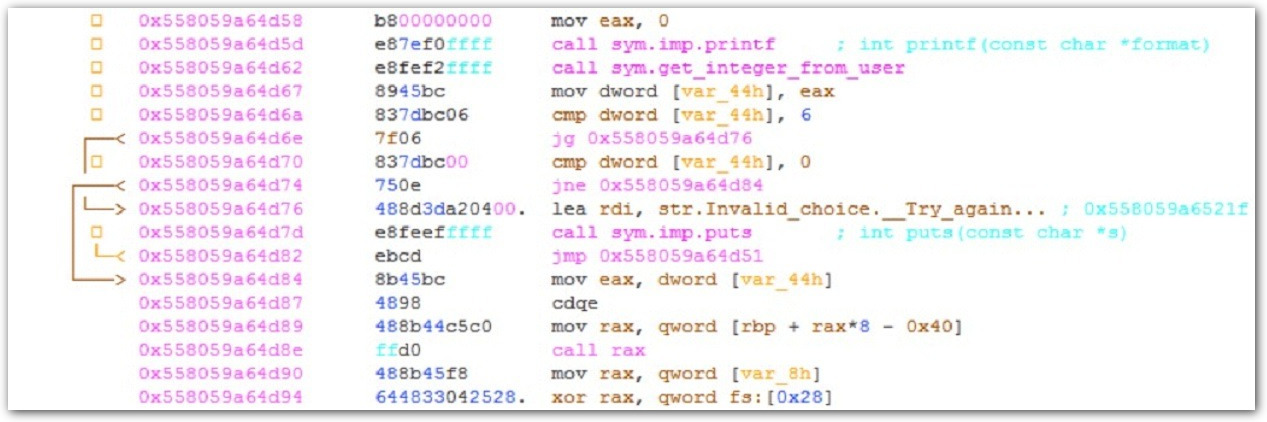 0x558059a64d58 b800000000 mov eax, 0
0x558059a64d5d e87ef0ffff call sym.imp.printf ; int printf(const char *format)
0x558059a64d62 e8fef2ffff call sym.get_integer_from_user
0x558059a64d67 8945bc mov dword [var_44h], eax
0x558059a64d6a 837dbc06 cmp dword [var_44h], 6
0x558059a64d6e 7f06 jg 0x558059a64d76
0x558059a64d70 837dbc00 cmp dword [var_44h], 0
0x558059a64d74 750e jne 0x558059a64d84
0x558059a64d76 488d3da20400. lea rdi, str.Invalid_choice.__Try_again... ; 0x558059a6521f
0x558059a64d7d e8feefffff call sym.imp.puts ; int puts(const char *s)
0x558059a64d82 ebcd jmp 0x558059a64d51
0x558059a64d84 8b45bc mov eax, dword [var_44h]
0x558059a64d87 4898 cdqe
0x558059a64d89 488b44c5c0 mov rax, qword [rbp + rax*8 - 0x40]
0x558059a64d8e ffd0 call rax
0x558059a64d90 488b45f8 mov rax, qword [var_8h]
0x558059a64d94 644833042528. xor rax, qword fs:[0x28]